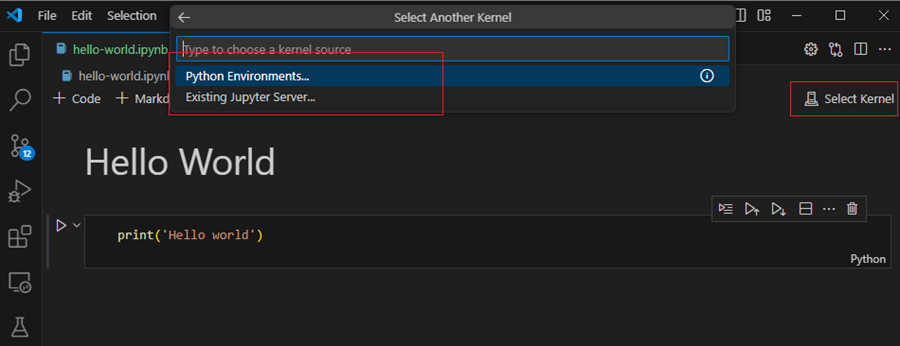 File Edit Selection
Select Another Kernel
Type to choose a kernel source
hello-world.ipynb
Python Environments...
hello-world.ipynb
Existing Jupyter Server...
+ Code + Markd
Select Kernel
Hello World
12
print('Hello world')
Python